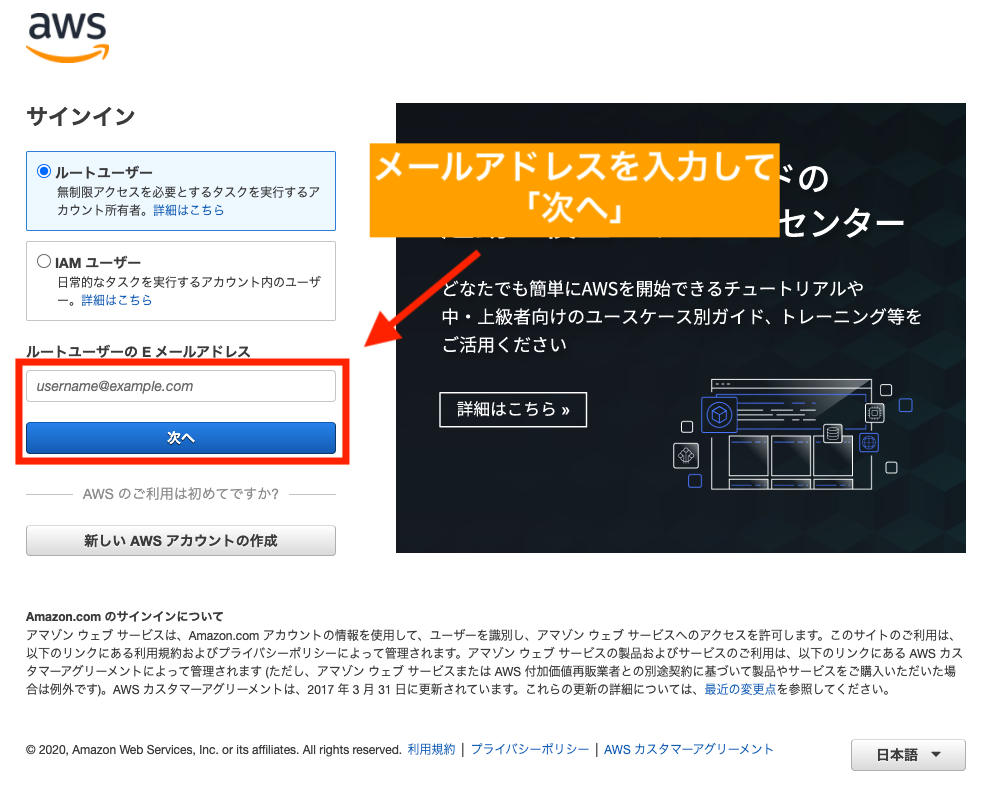 aws
サインイン
ルートユーザー
無制限アクセスを必要とするタスクを実行するア
カウント所有者。詳細はこちら
IAM ユーザー
日常的なタスクを実行するアカウント内のユーザ
ー。詳細はこちら
ルートユーザーの E メールアドレス
username@example.com
次へ
AWS のご利用は初めてですか?
新しい AWS アカウントの作成
メールアドレスを入力して
「次へ」
ドの
センター
どなたでも簡単にAWSを開始できるチュートリアルや
中・上級者向けのユースケース別ガイド、トレーニング等を
ご活用ください
詳細はこちら »
Amazon.com のサインインについて
アマゾン ウェブ サービスは、Amazon.com アカウントの情報を使用して、ユーザーを識別し、アマゾン ウェブ サービスへのアクセスを許可します。このサイトのご利用は、
以下のリンクにある利用規約およびプライバシーポリシーによって管理されます。アマゾン ウェブ サービスの製品およびサービスのご利用は、以下のリンクにある AWS カス
タマーアグリーメントによって管理されます (ただし、アマゾン ウェブ サービスまたは AWS 付加価値再販業者との別途契約に基づいて製品やサービスをご購入いただいた場
合は例外です)。AWS カスタマーアグリーメントは、2017 年 3 月 31 日に更新されています。これらの更新の詳細については、最近の変更点を参照してください。
© 2020, Amazon Web Services, Inc. or its affiliates. All rights reserved. 利用規約 | プライバシーポリシー | AWS カスタマーアグリーメント
日本語